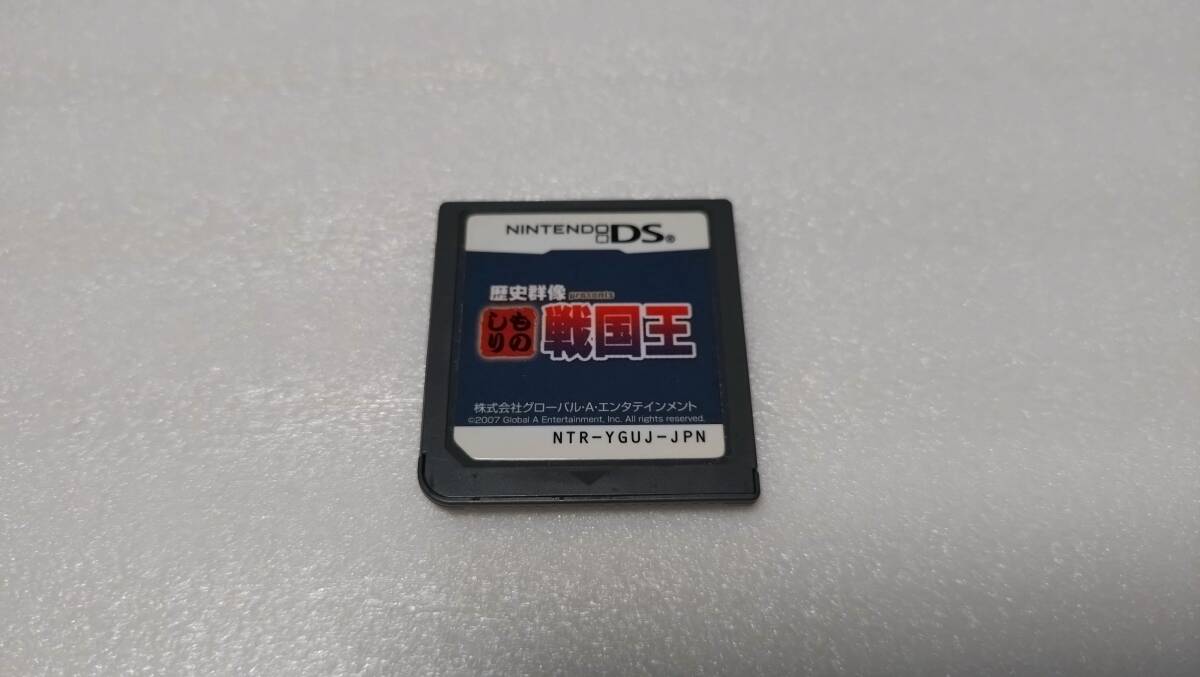 NINTENDO DS®
歴史群像 presents
ものしり 戦国王
株式会社グローバル・A・エンタテインメント
©2007 Global A Entertainment, Inc. All rights reserved.
NTR-YGUJ-JPN